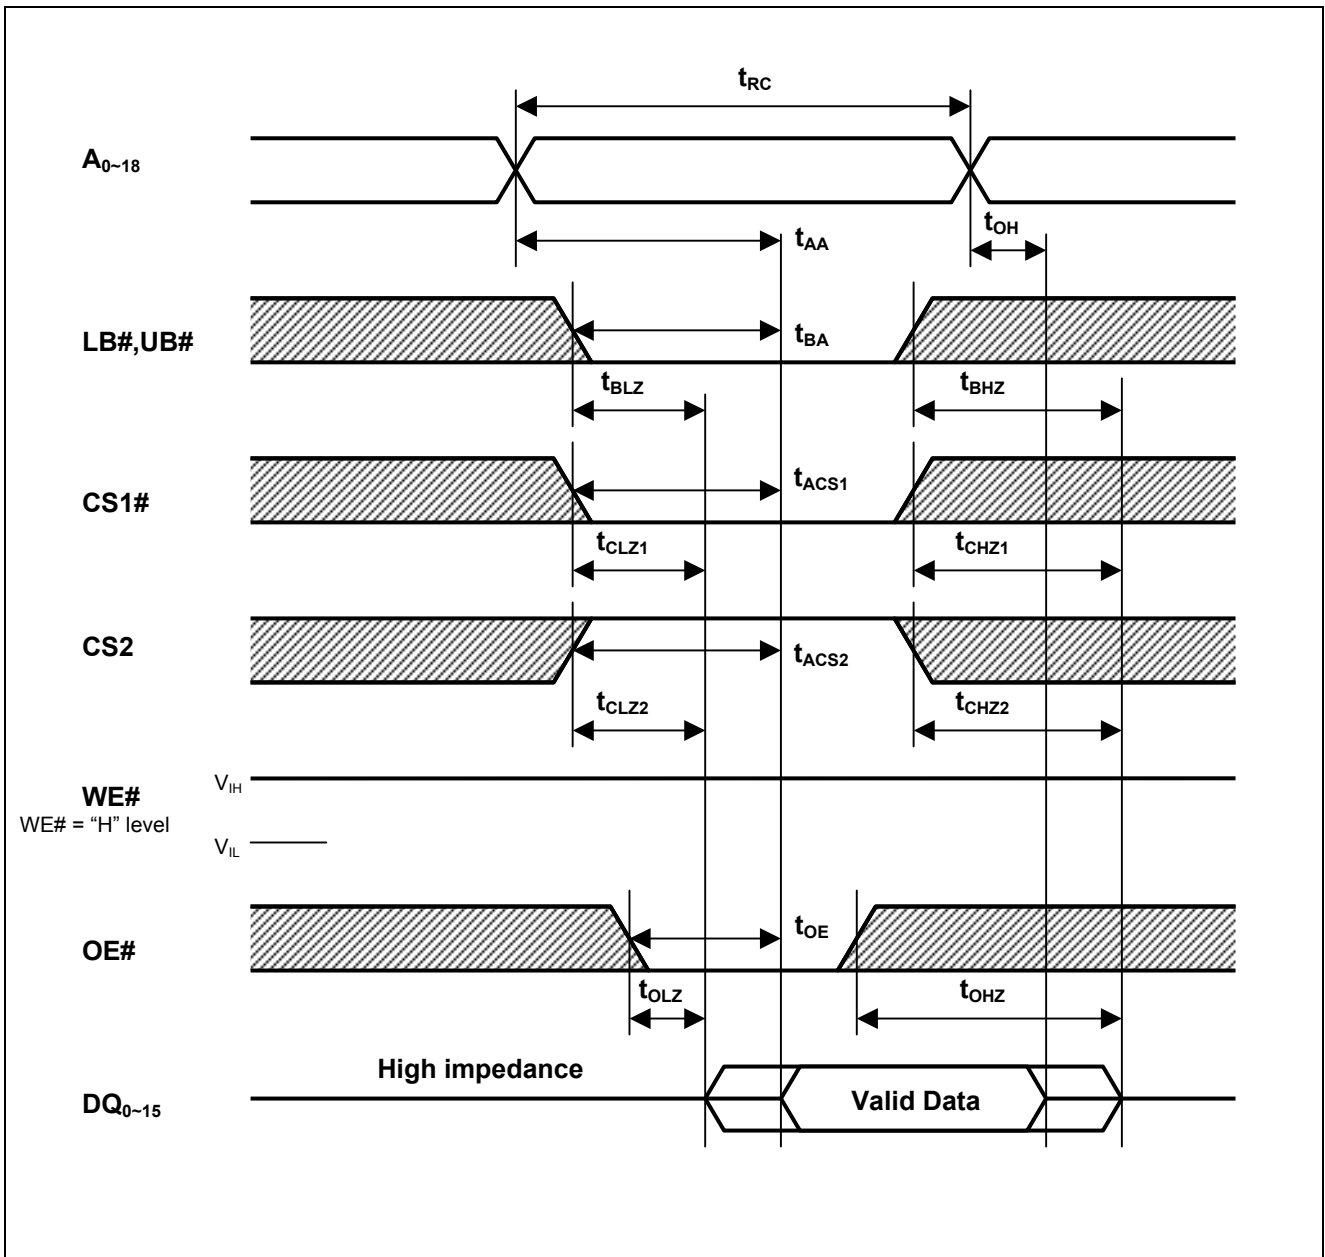 tRC
A0~18
tOH
tAA
LB#,UB#
tBA
tBLZ
tBHZ
CS1#
tACS1
tCLZ1
tCHZ1
CS2
tACS2
tCLZ2
tCHZ2
VIH
WE#
WE# = “H” level
VIL
OE#
tOE
tOLZ
tOHZ
High impedance
DQ0~15
Valid Data